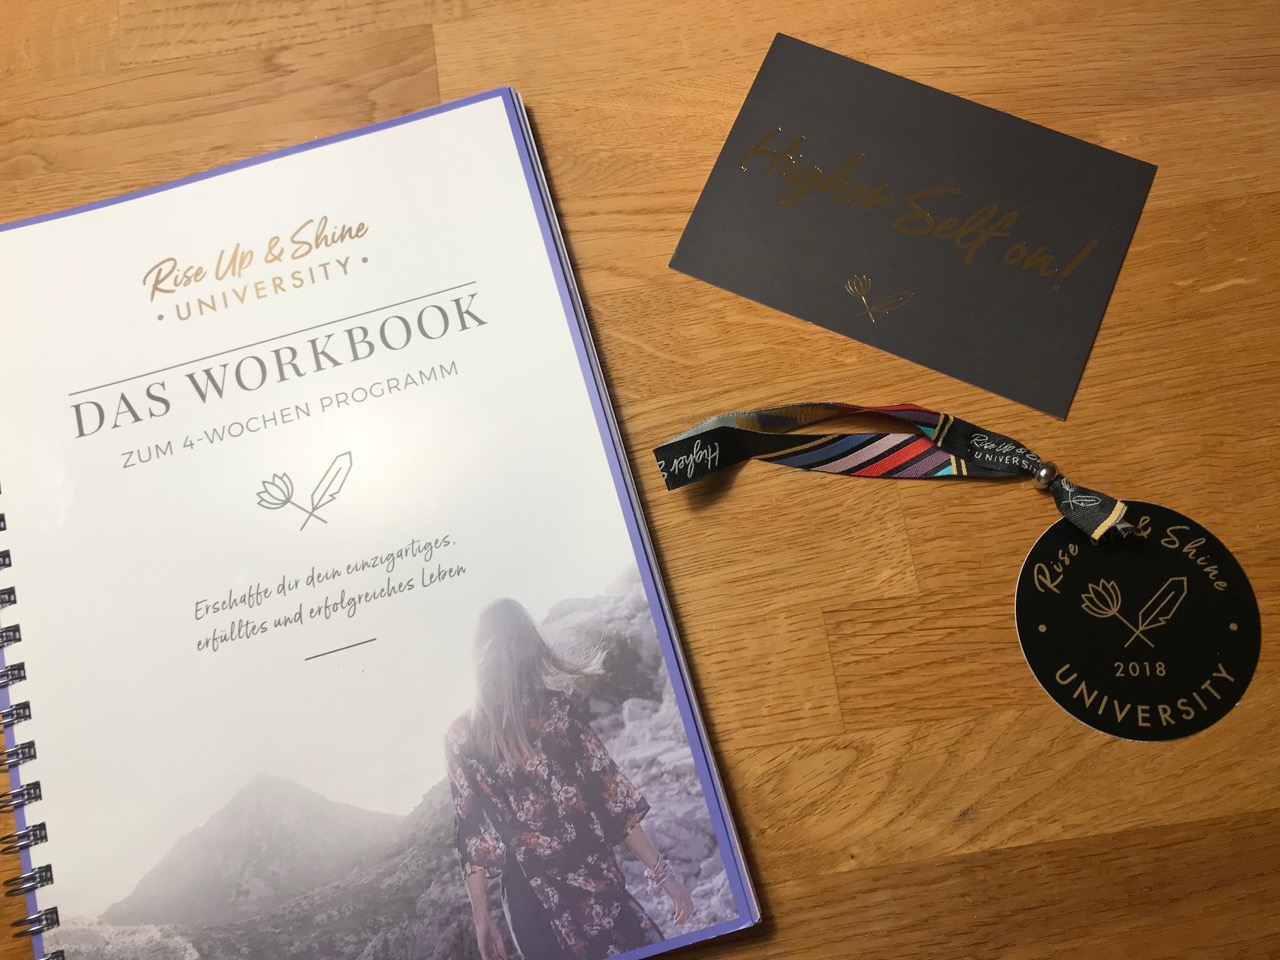 Rise Up & Shine
• UNIVERSITY •
DAS WORKBOOK
ZUM 4-WOCHEN PROGRAMM
Erschaffe dir dein einzigartiges,
erfülltes und erfolgreiches Leben
Higher Self on!
Higher
Rise Up &
UNIVERSITY
Rise & Shine
2018
UNIVERSITY